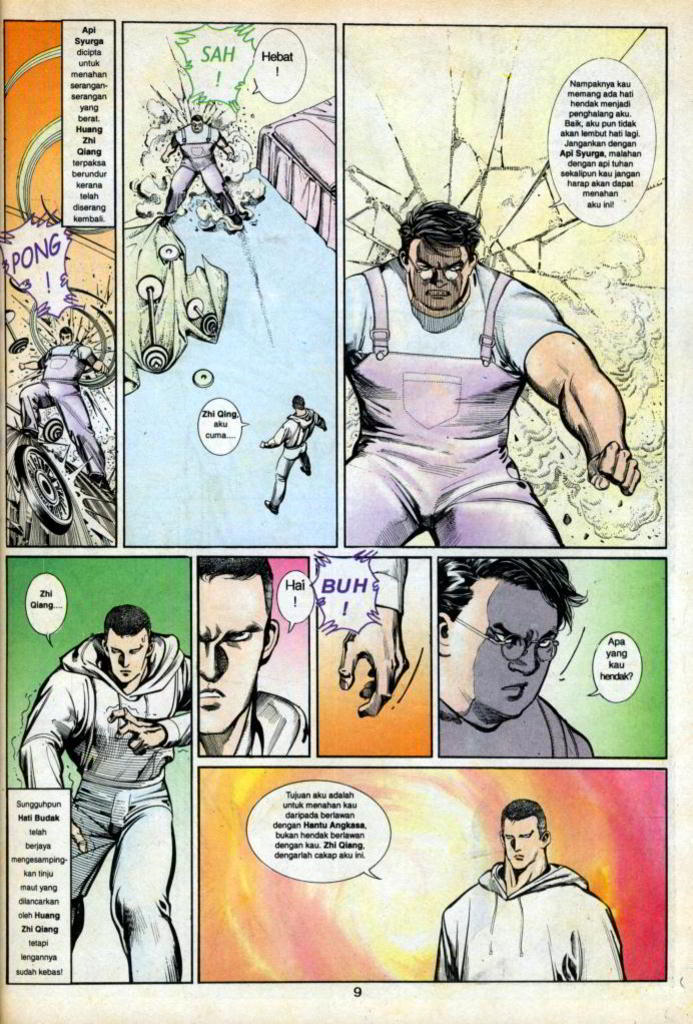 Api
Syurga
dicipta
untuk
menahan
serangan-
serangan
yang
berat.
Huang
Zhi
Qiang
terpaksa
berundur
kerana
telah
diserang
kembali.
PONG
!
SAH
!
Hebat
!
Zhi Qing,
aku
cuma....
Nampaknya kau
memang ada hati
hendak menjadi
penghalang aku.
Baik, aku pun tidak
akan lembut hati lagi.
Jangankan dengan
Api Syurga, malahan
dengan api tuhan
sekalipun kau jangan
harap akan dapat
menahan
aku ini!
Zhi
Qiang....
Sungguhpun
Hati Budak
telah
berjaya
mengesamping-
kan tinju
maut yang
dilancarkan
oleh Huang
Zhi Qiang
tetapi
lengannya
sudah kebas!
Hai
!
BUH
!
Apa
yang
kau
hendak?
Tujuan aku adalah
untuk menahan kau
daripada berlawan
dengan Hantu Angkasa,
bukan hendak berlawan
dengan kau. Zhi Qiang,
dengarlah cakap aku ini.
9